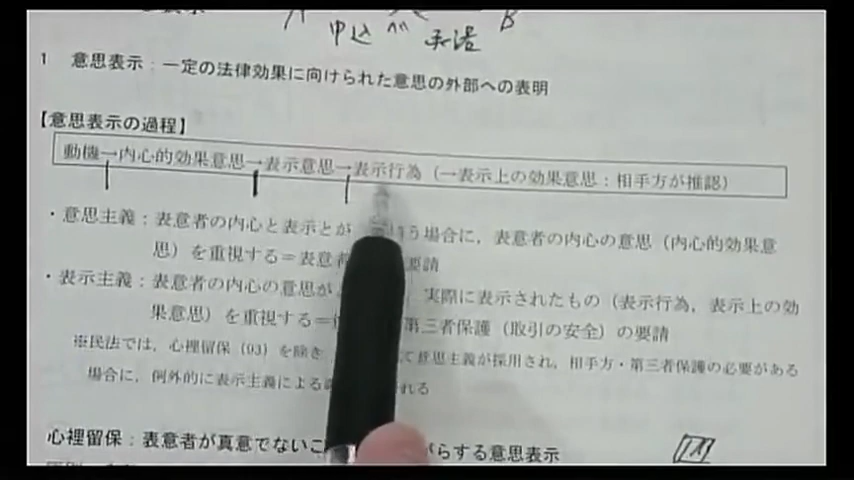 A B
申込 承諾
1 意思表示：一定の法律効果に向けられた意思の外部への表明
【意思表示の過程】
動機→内心的効果意思→表示意思→表示行為（→表示上の効果意思：相手方が推認）
・意思主義：表意者の内心と表示とが う場合に，表意者の内心の意思（内心的効果意
思）を重視する＝表意者 要請
・表示主義：表意者の内心の意思が 実際に表示されたもの（表示行為，表示上の効
果意思）を重視する＝ 第三者保護（取引の安全）の要請
※民法では，心裡留保（93）を除き て意思主義が採用され，相手方・第三者保護の必要がある
場合に，例外的に表示主義による れる
心裡留保：表意者が真意でないこ がらする意思表示